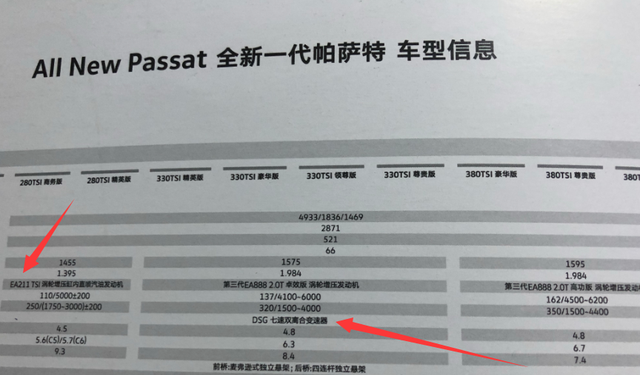 All New Passat 全新一代帕萨特 车型信息
280TSI 商务版 280TSI 精英版 330TSI 精英版 330TSI 豪华版 330TSI 领尊版 330TSI 尊贵版 380TSI 豪华版 380TSI 尊贵版 380T
4933/1836/1469
2871
521
66
1455 1575 1595
1.395 1.984 1.984
EA211 TSI 涡轮增压缸内直喷汽油发动机 第三代EA888 2.0T 卓效版 涡轮增压发动机 第三代EA888 2.0T 高功版 涡轮增压发动机
110/5000±200 137/4100-6000 162/4500-6200
250/(1750-3000)±200 320/1500-4000 350/1500-4400
DSG 七速双离合变速器
4.5 4.8 4.8
5.6(C5)/5.7(C6) 6.3 6.7
9.3 8.4 7.4
前桥:麦弗逊式独立悬架; 后桥:四连杆独立悬架